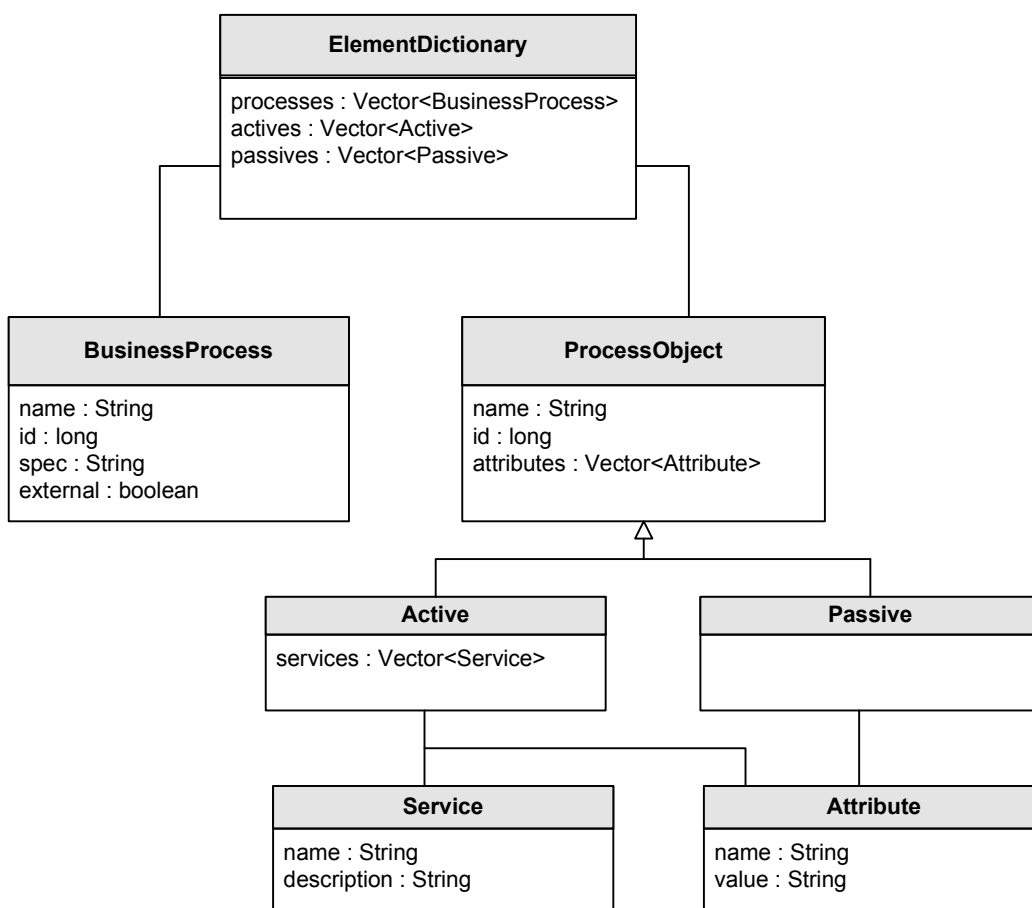 ElementDictionary
processes : Vector<BusinessProcess>
actives : Vector<Active>
passives : Vector<Passive>
BusinessProcess
name : String
id : long
spec : String
external : boolean
ProcessObject
name : String
id : long
attributes : Vector<Attribute>
Active
services : Vector<Service>
Passive
Service
name : String
description : String
Attribute
name : String
value : String